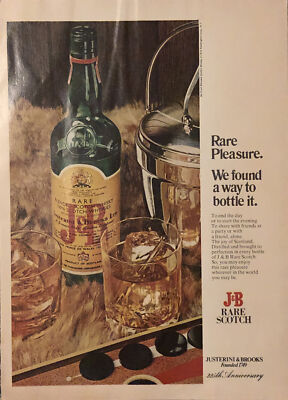 RARE
SCOTCH WHISKY
J&B
Rare
Pleasure.
We found
a way to
bottle it.
To end the day
or to start the evening.
To share with friends at
a party or with
a friend, alone.
The joy of Scotland.
Distilled and brought to
perfection in every bottle
of J & B Rare Scotch.
So you may enjoy
this rare pleasure
wherever in the world
you may be.
J&B
RARE
SCOTCH
JUSTERINI & BROOKS
Founded 1749
225th Anniversary